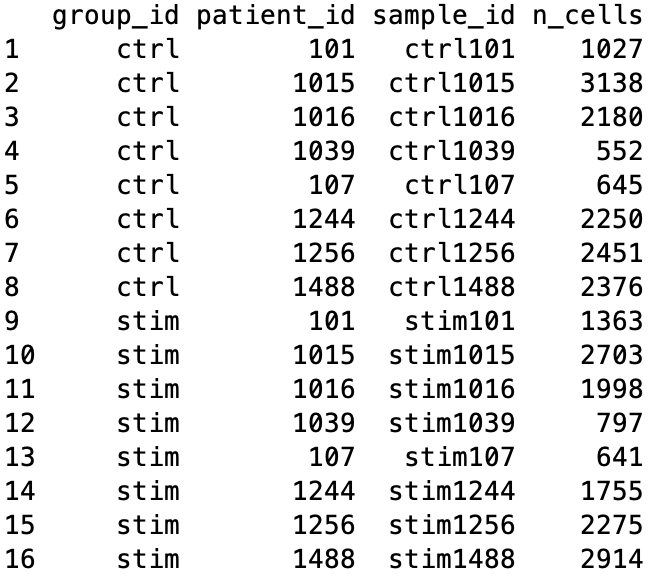 group_id patient_id sample_id n_cells
1 ctrl 101 ctrl101 1027
2 ctrl 1015 ctrl1015 3138
3 ctrl 1016 ctrl1016 2180
4 ctrl 1039 ctrl1039 552
5 ctrl 107 ctrl107 645
6 ctrl 1244 ctrl1244 2250
7 ctrl 1256 ctrl1256 2451
8 ctrl 1488 ctrl1488 2376
9 stim 101 stim101 1363
10 stim 1015 stim1015 2703
11 stim 1016 stim1016 1998
12 stim 1039 stim1039 797
13 stim 107 stim107 641
14 stim 1244 stim1244 1755
15 stim 1256 stim1256 2275
16 stim 1488 stim1488 2914